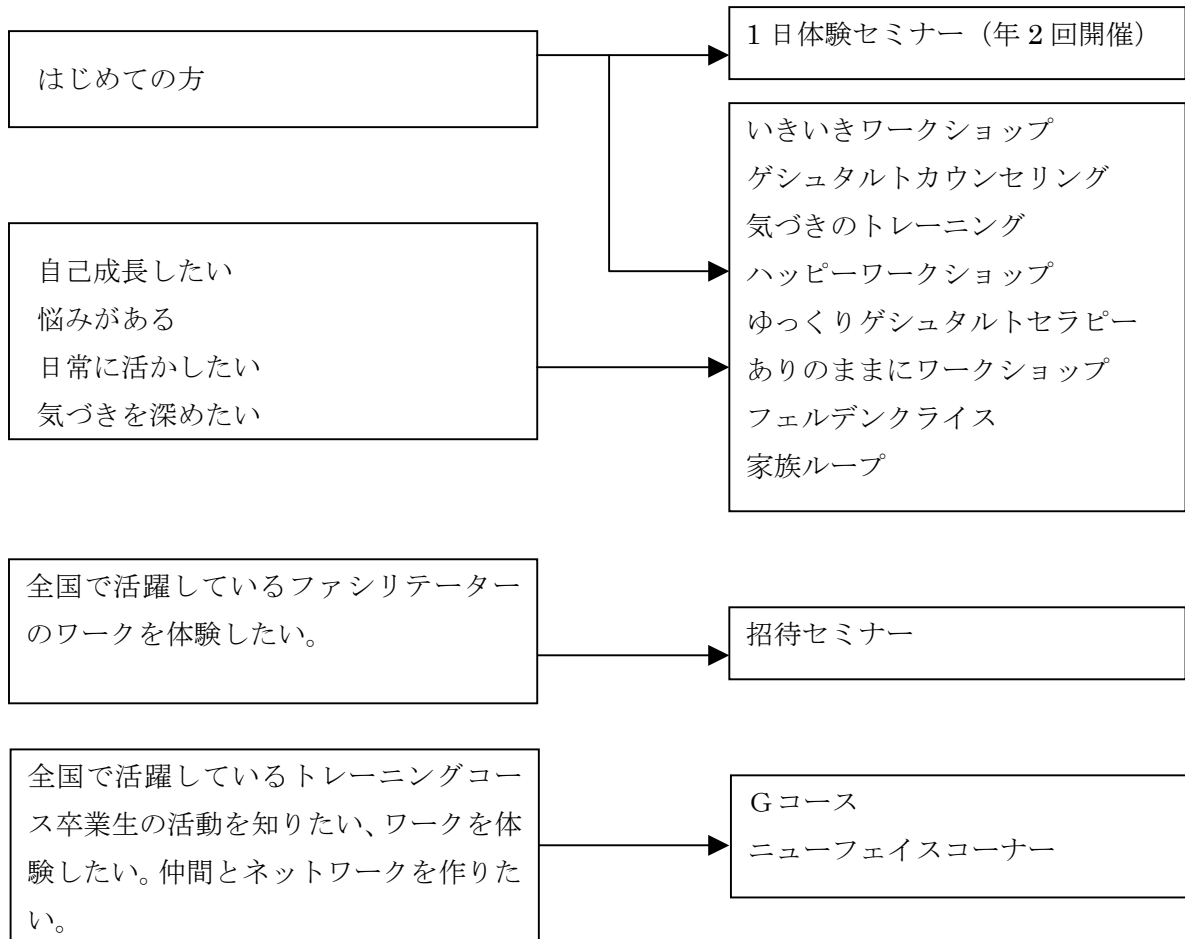 はじめての方
1日体験セミナー（年2回開催）
いきいきワークショップ
ゲシュタルトカウンセリング
気づきのトレーニング
ハッピーワークショップ
ゆっくりゲシュタルトセラピー
ありのままにワークショップ
フェルデンクライス
家族ループ
自己成長したい
悩みがある
日常に活かしたい
気づきを深めたい
全国で活躍しているファシリテーター
のワークを体験したい。
招待セミナー
全国で活躍しているトレーニングコー
ス卒業生の活動を知りたい、ワークを体
験したい。仲間とネットワークを作りた
い。
Gコース
ニューフェイスコーナー